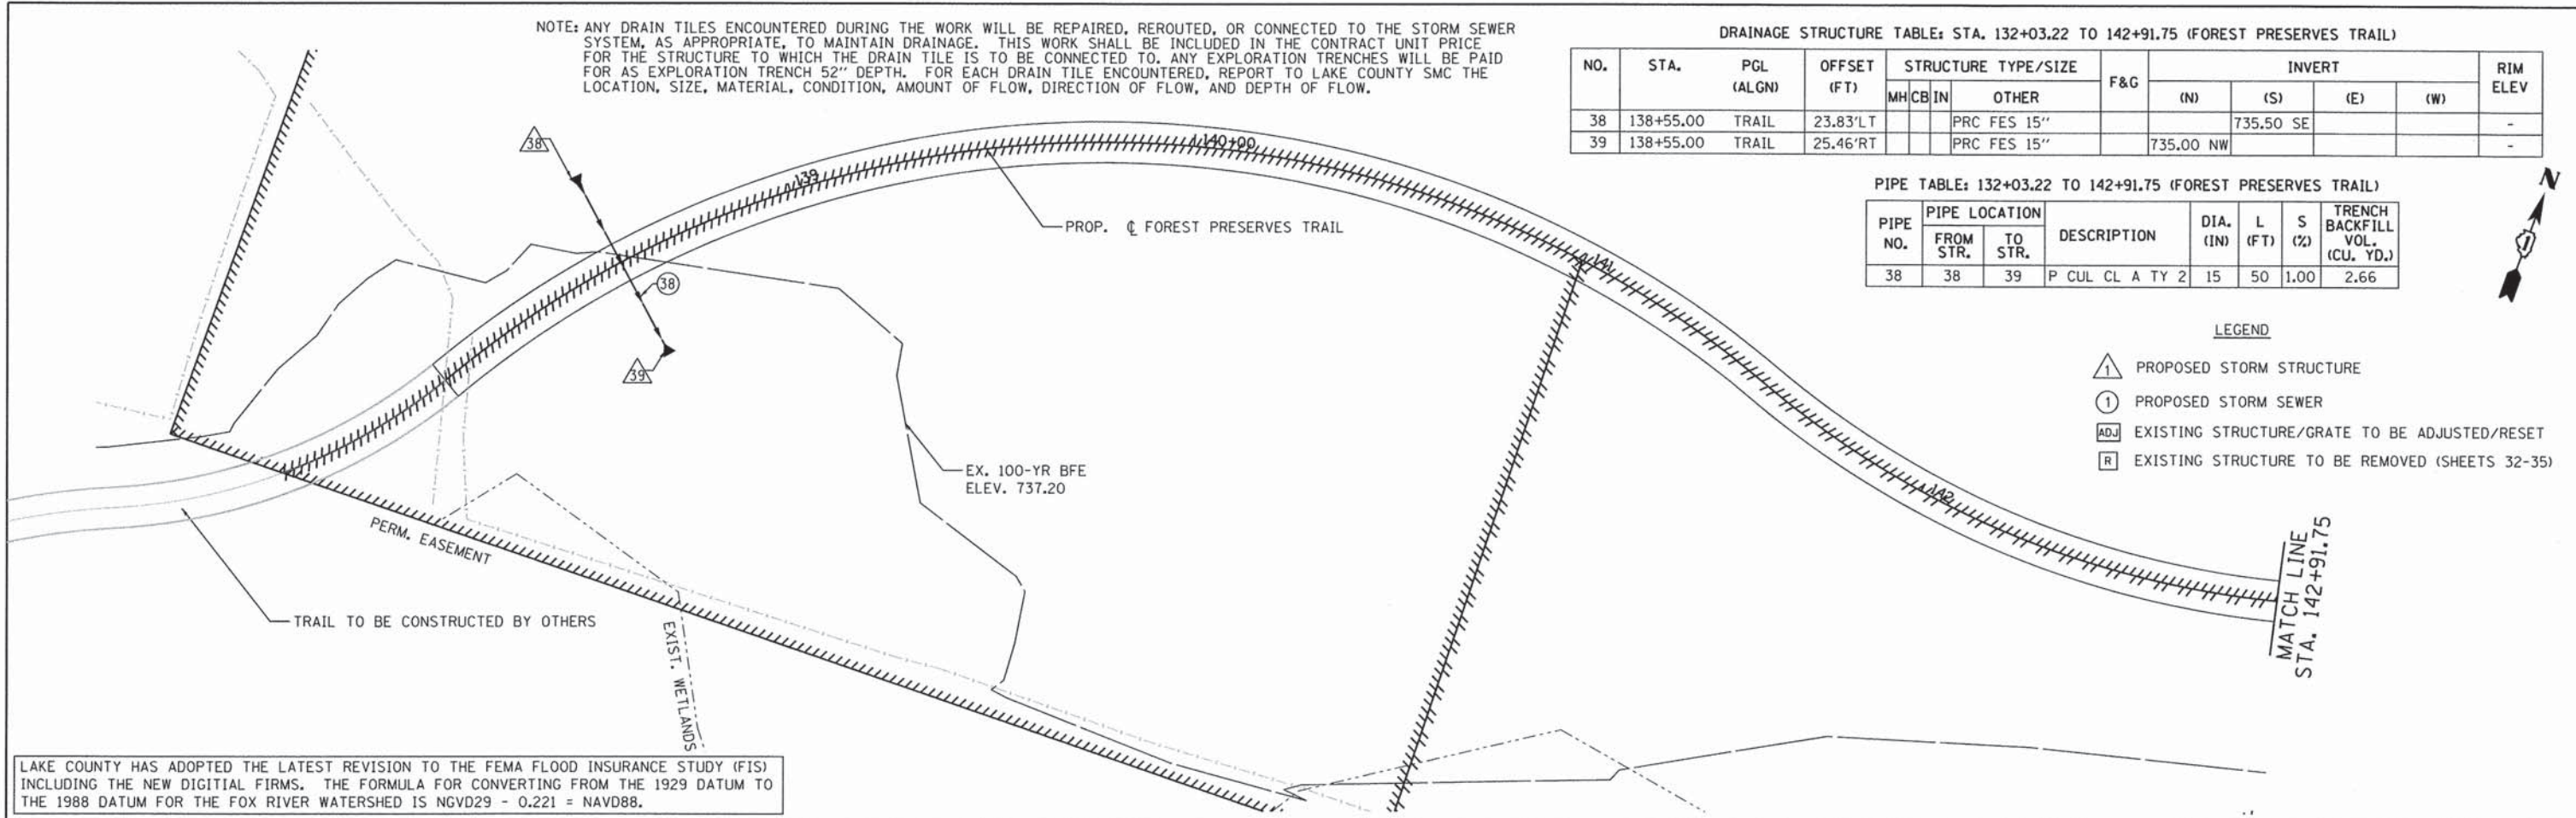 NOTE: ANY DRAIN TILES ENCOUNTERED DURING THE WORK WILL BE REPAIRED, REROUTED, OR CONNECTED TO THE STORM SEWER
SYSTEM, AS APPROPRIATE, TO MAINTAIN DRAINAGE. THIS WORK SHALL BE INCLUDED IN THE CONTRACT UNIT PRICE
FOR THE STRUCTURE TO WHICH THE DRAIN TILE IS TO BE CONNECTED TO. ANY EXPLORATION TRENCHES WILL BE PAID
FOR AS EXPLORATION TRENCH 52" DEPTH. FOR EACH DRAIN TILE ENCOUNTERED, REPORT TO LAKE COUNTY SMC THE
LOCATION, SIZE, MATERIAL, CONDITION, AMOUNT OF FLOW, DIRECTION OF FLOW, AND DEPTH OF FLOW.
DRAINAGE STRUCTURE TABLE: STA. 132+03.22 TO 142+91.75 (FOREST PRESERVES TRAIL)
NO. STA. PGL (ALGN) OFFSET (FT) STRUCTURE TYPE/SIZE F&G INVERT RIM ELEV
MH CB IN OTHER (N) (S) (E) (W)
38 138+55.00 TRAIL 23.83'LT PRC FES 15" 735.50 SE -
39 138+55.00 TRAIL 25.46'RT PRC FES 15" 735.00 NW -
PIPE TABLE: 132+03.22 TO 142+91.75 (FOREST PRESERVES TRAIL)
PIPE NO. PIPE LOCATION DESCRIPTION DIA. (IN) L (FT) S (%) TRENCH BACKFILL VOL. (CU. YD.)
FROM STR. TO STR.
38 38 39 P CUL CL A TY 2 15 50 1.00 2.66
N
LEGEND
1 PROPOSED STORM STRUCTURE
1 PROPOSED STORM SEWER
ADJ EXISTING STRUCTURE/GRATE TO BE ADJUSTED/RESET
R EXISTING STRUCTURE TO BE REMOVED (SHEETS 32-35)
38
139
140+00
PROP. ℄ FOREST PRESERVES TRAIL
38
39
141
142
EX. 100-YR BFE
ELEV. 737.20
PERM. EASEMENT
TRAIL TO BE CONSTRUCTED BY OTHERS
EXIST. WETLANDS
MATCH LINE
STA. 142+91.75
LAKE COUNTY HAS ADOPTED THE LATEST REVISION TO THE FEMA FLOOD INSURANCE STUDY (FIS)
INCLUDING THE NEW DIGITIAL FIRMS. THE FORMULA FOR CONVERTING FROM THE 1929 DATUM TO
THE 1988 DATUM FOR THE FOX RIVER WATERSHED IS NGVD29 - 0.221 = NAVD88.